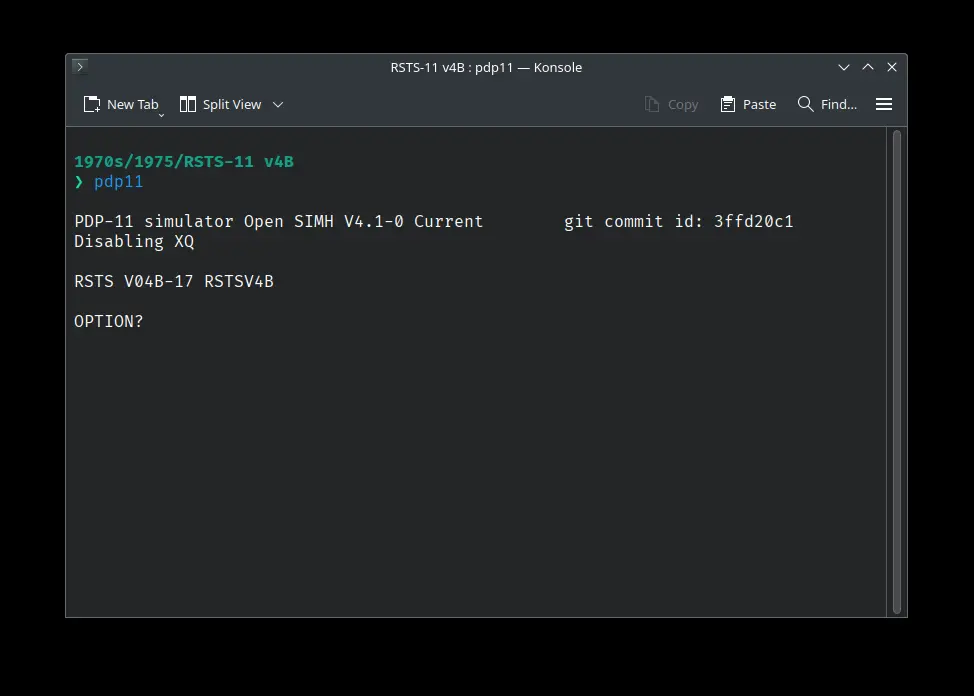 RSTS-11 v4B : pdp11 — Konsole
New Tab Split View Copy Paste Find...
1970s/1975/RSTS-11 v4B
❯ pdp11
PDP-11 simulator Open SIMH V4.1-0 Current        git commit id: 3ffd20c1
Disabling XQ
RSTS V04B-17 RSTSV4B
OPTION?